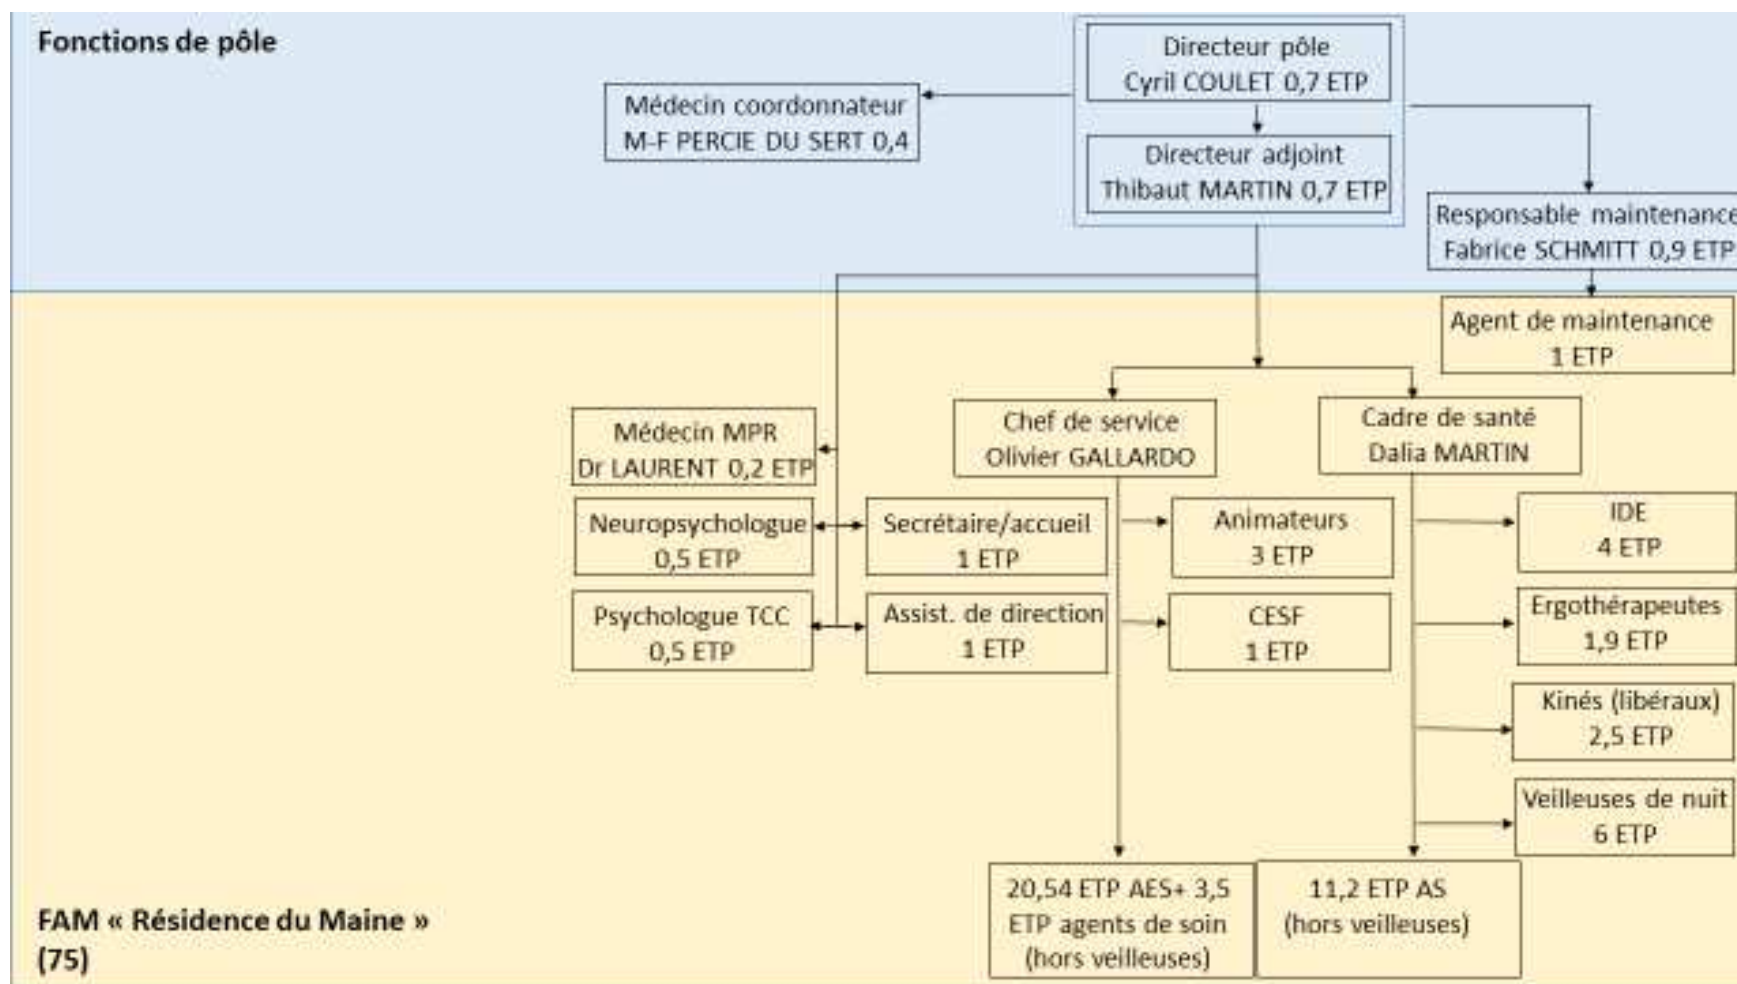 Fonctions de pôle
Directeur pôle
Cyril COULET 0,7 ETP
Médecin coordonnateur
M-F PERCIE DU SERT 0,4
Directeur adjoint
Thibaut MARTIN 0,7 ETP
Responsable maintenance
Fabrice SCHMITT 0,9 ETP
Agent de maintenance
1 ETP
Chef de service
Olivier GALLARDO
Cadre de santé
Dalia MARTIN
Médecin MPR
Dr LAURENT 0,2 ETP
Neuropsychologue
0,5 ETP
Secrétaire/accueil
1 ETP
Animateurs
3 ETP
IDE
4 ETP
Psychologue TCC
0,5 ETP
Assist. de direction
1 ETP
CESF
1 ETP
Ergothérapeutes
1,9 ETP
Kinés (libéraux)
2,5 ETP
Veilleuses de nuit
6 ETP
20,54 ETP AES+ 3,5
ETP agents de soin
(hors veilleuses)
11,2 ETP AS
(hors veilleuses)
FAM « Résidence du Maine »
(75)